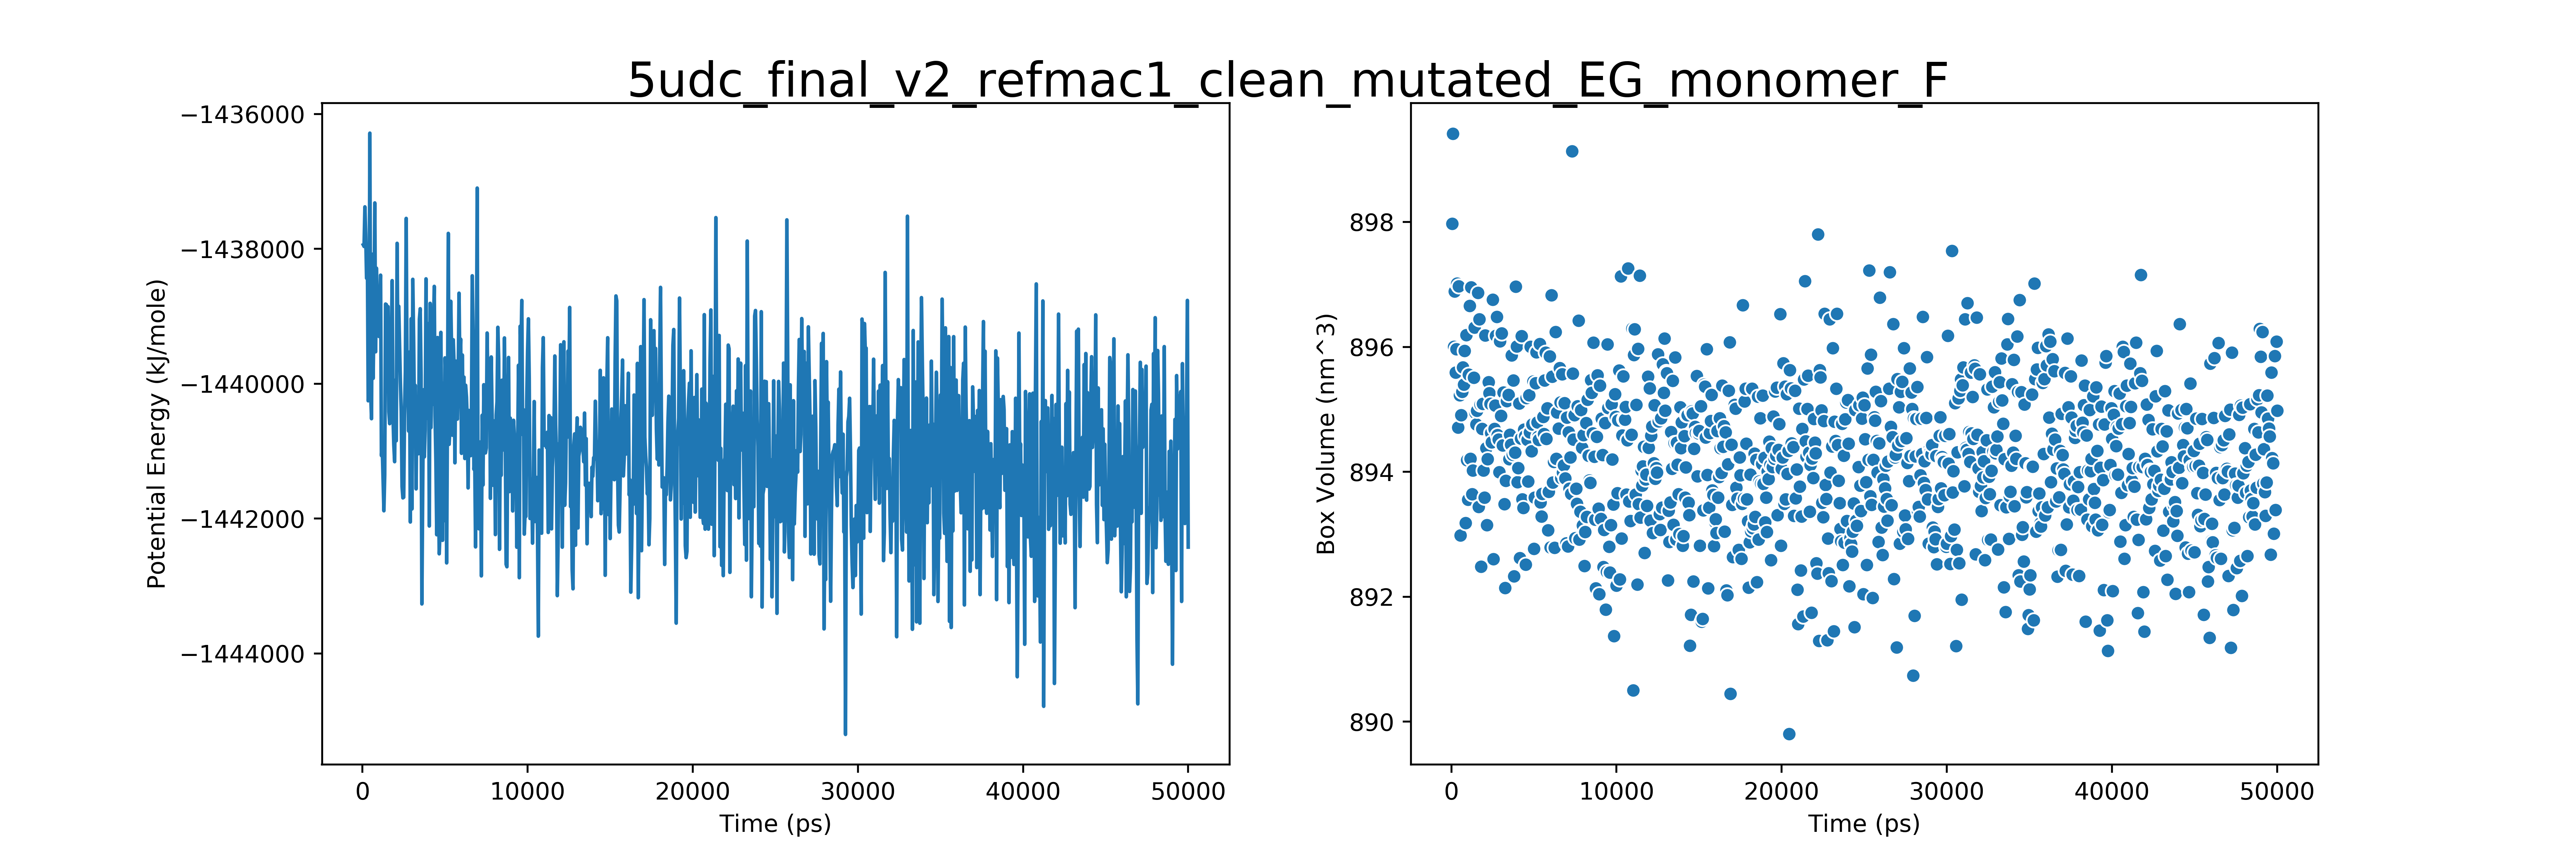 5udc_final_v2_refmac1_clean_mutated_EG_monomer_F
Potential Energy (kJ/mole)
−1436000
−1438000
−1440000
−1442000
−1444000
0 10000 20000 30000 40000 50000
Time (ps)
Box Volume (nm^3)
898
896
894
892
890
0 10000 20000 30000 40000 50000
Time (ps)